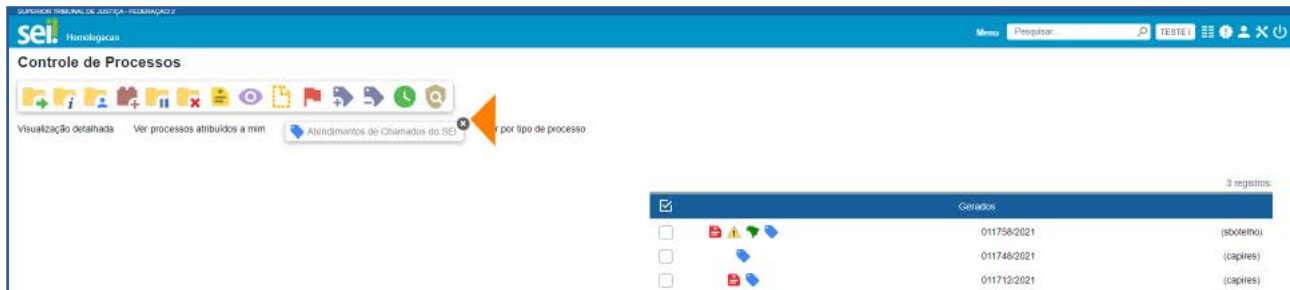 SUPERIOR TRIBUNAL DE JUSTIÇA - FEDERAÇÃO 2
sei! Homologacao Menu Pesquisar... TESTE I
Controle de Processos
Visualização detalhada Ver processos atribuídos a mim Atendimentos de Chamados do SEI r por tipo de processo
3 registros:
Gerados
011758/2021 (sbotelho)
011748/2021 (capires)
011712/2021 (capires)